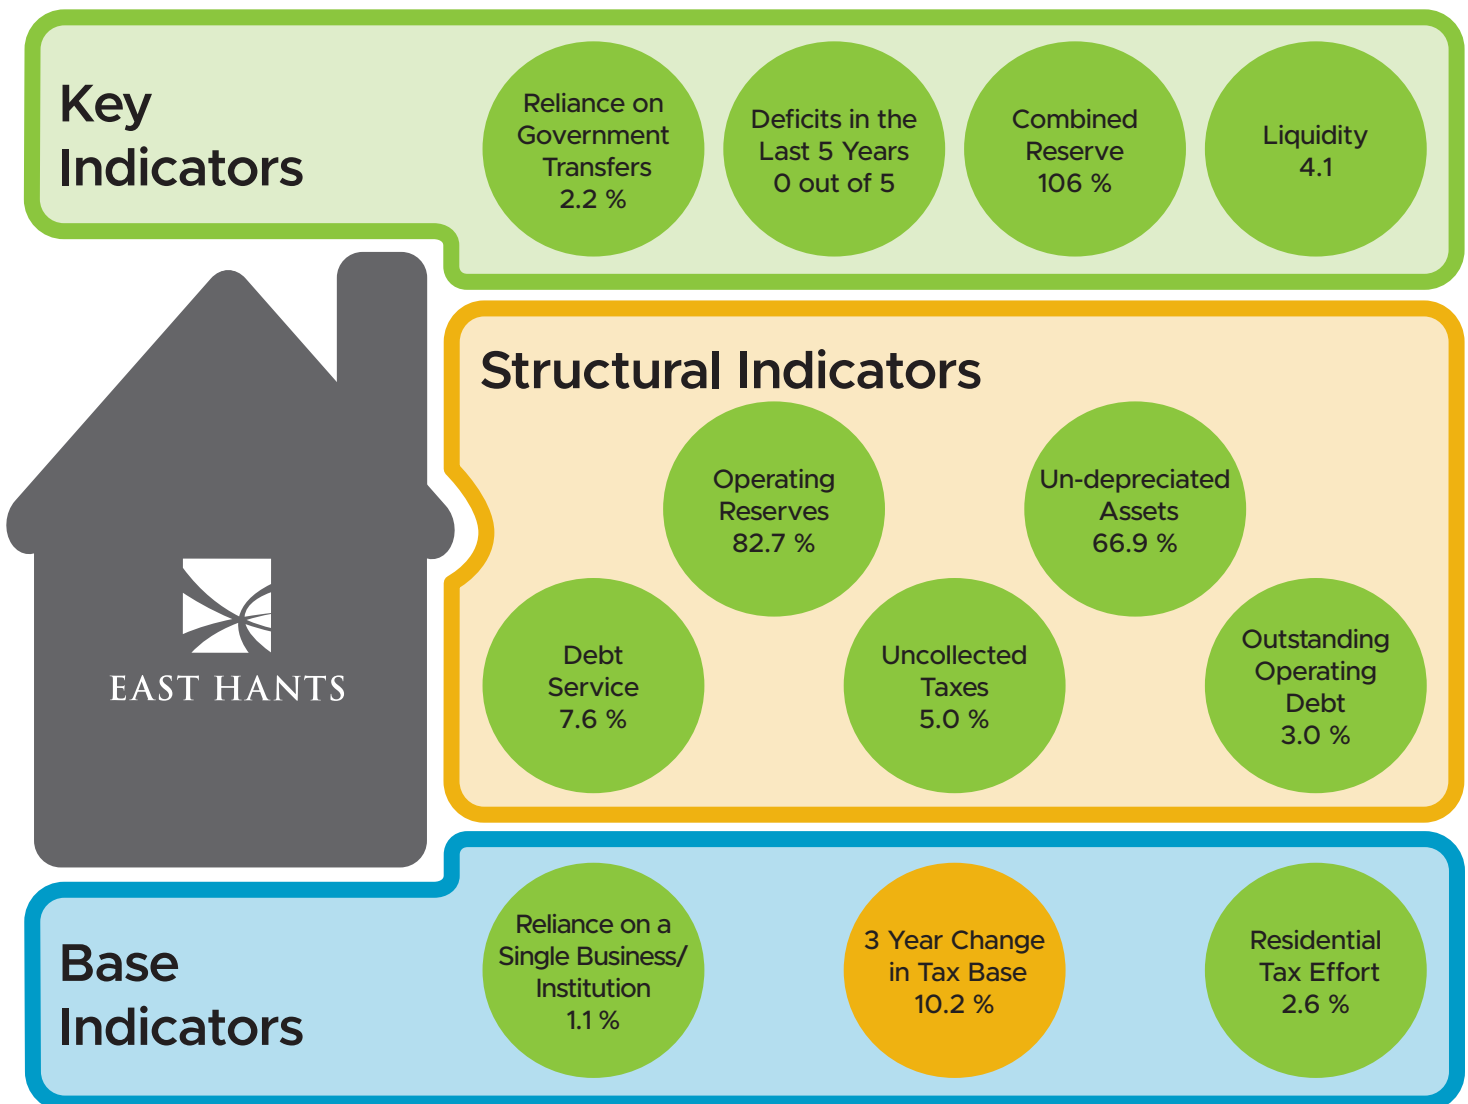 Key
Indicators
Reliance on
Government
Transfers
2.2 %
Deficits in the
Last 5 Years
0 out of 5
Combined
Reserve
106 %
Liquidity
4.1
Structural Indicators
Operating
Reserves
82.7 %
Un-depreciated
Assets
66.9 %
Debt
Service
7.6 %
Uncollected
Taxes
5.0 %
Outstanding
Operating
Debt
3.0 %
EAST HANTS
Base
Indicators
Reliance on a
Single Business/
Institution
1.1 %
3 Year Change
in Tax Base
10.2 %
Residential
Tax Effort
2.6 %